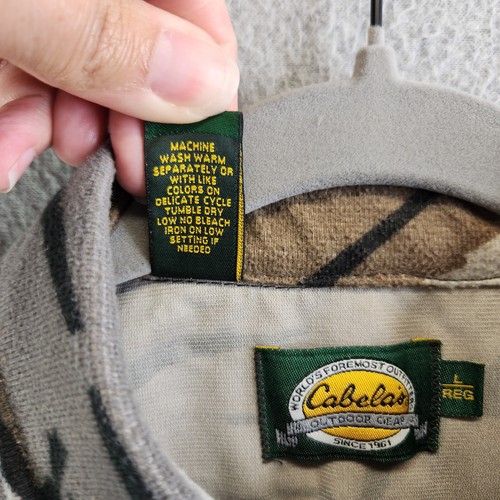 MACHINE
WASH WARM
SEPARATELY OR
WITH LIKE
COLORS ON
DELICATE CYCLE
TUMBLE DRY
LOW NO BLEACH
IRON ON LOW
SETTING IF
NEEDED
WORLD'S FOREMOST OUTFITTER
Cabela's
OUTDOOR GEAR
SINCE 1961
L
REG